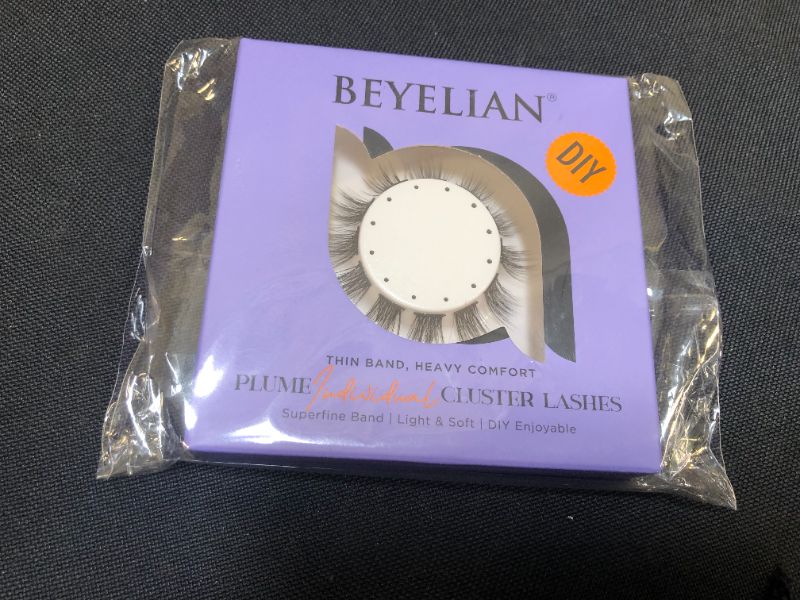 BEYELIAN®
DIY
THIN BAND, HEAVY COMFORT
PLUME Individual CLUSTER LASHES
Superfine Band | Light & Soft | DIY Enjoyable